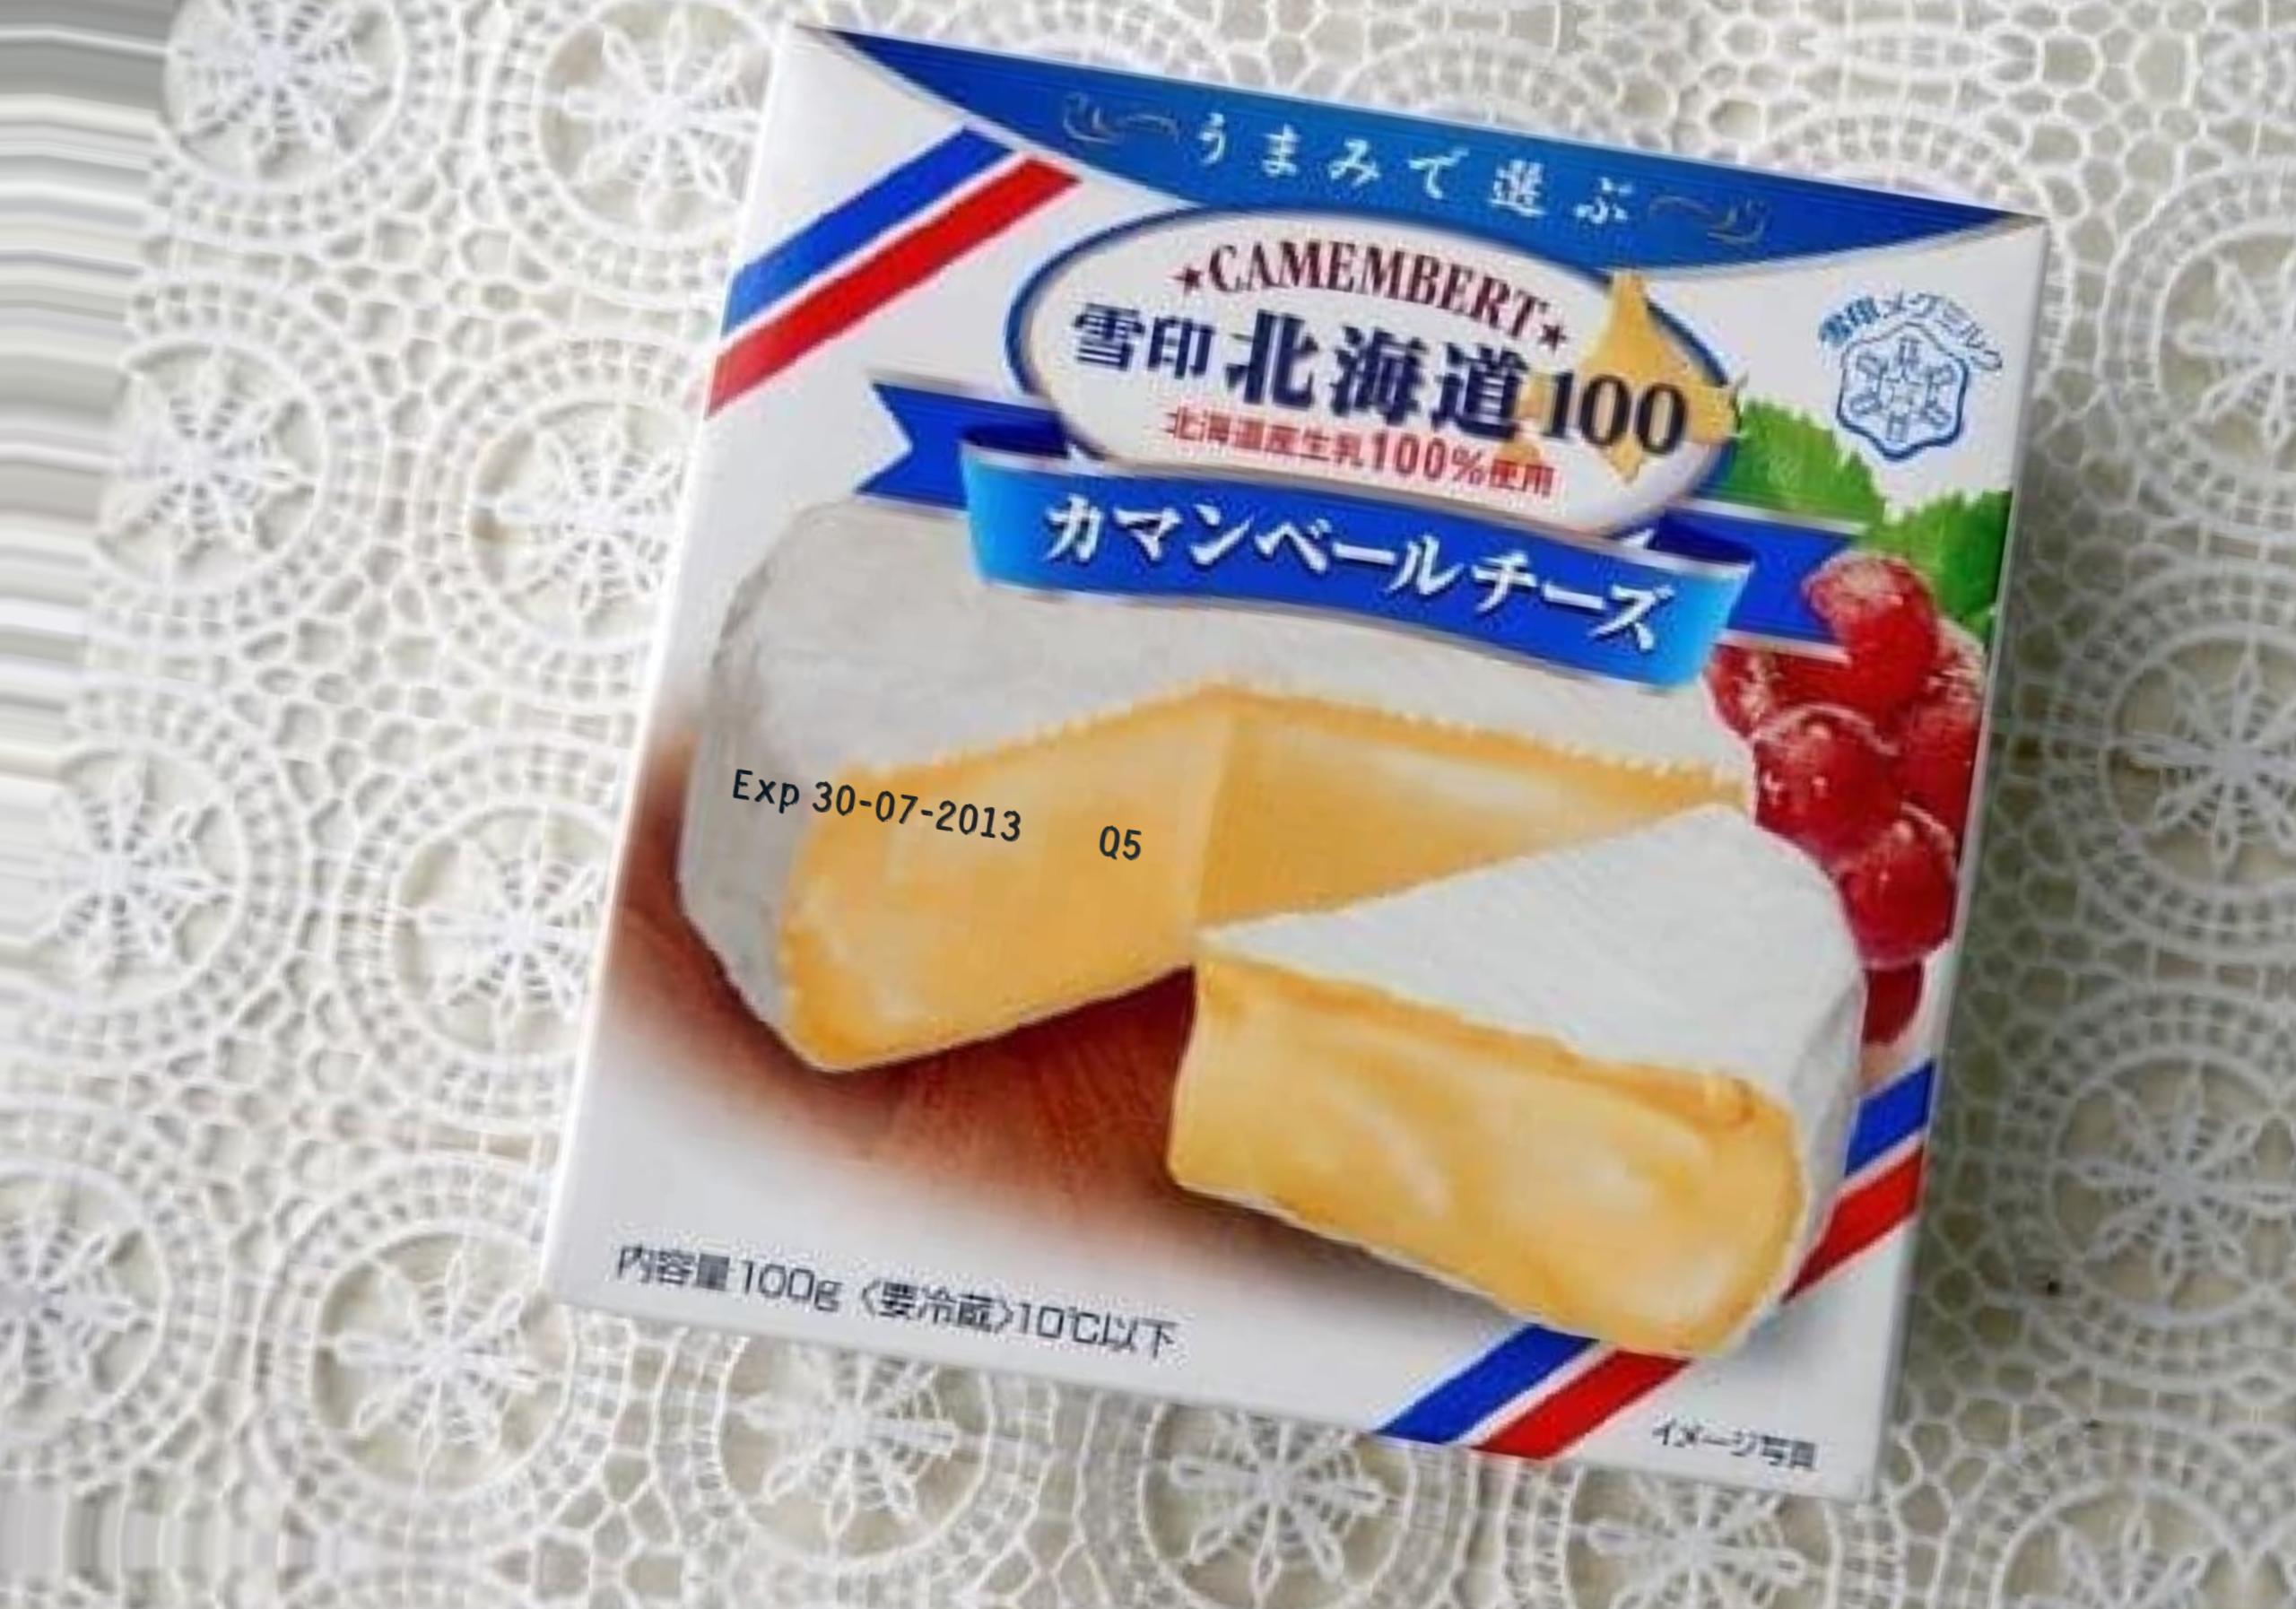 うまみで選ぶ
★CAMEMBERT★
雪印北海道100
北海道産生乳100%使用
雪印メグミルク
カマンベールチーズ
Exp 30-07-2013 Q5
内容量100g〈要冷蔵〉10℃以下
イメージ写真